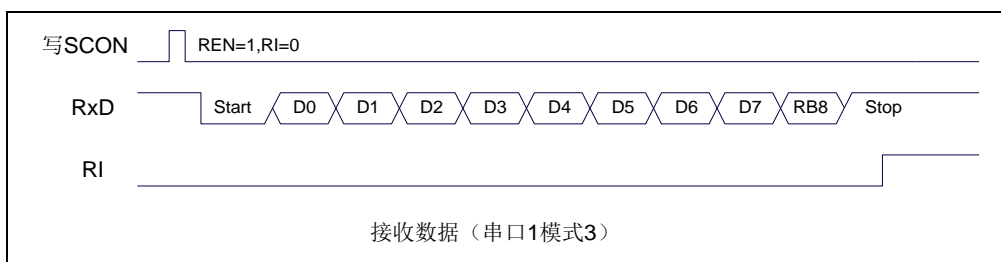 写SCON REN=1,RI=0
RxD Start D0 D1 D2 D3 D4 D5 D6 D7 RB8 Stop
RI
接收数据（串口1模式3）